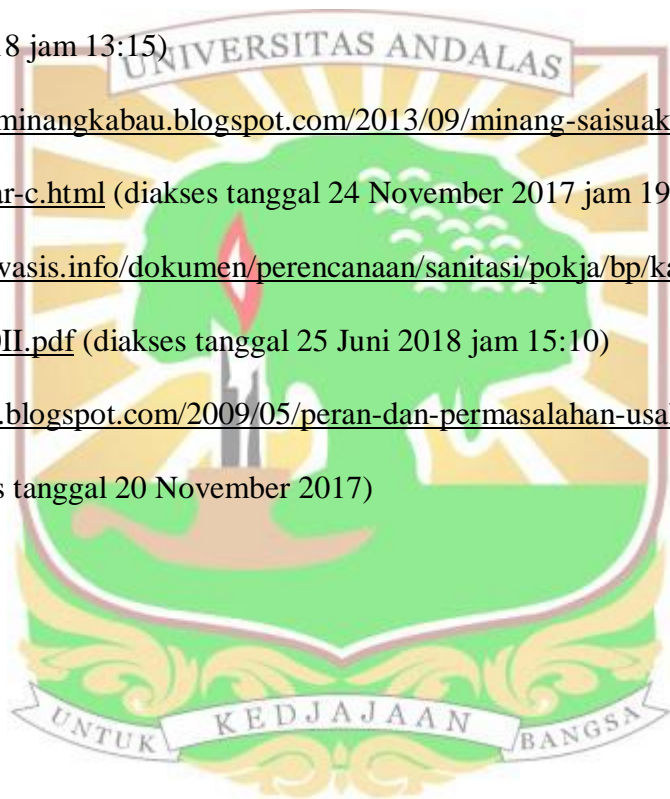 UNIVERSITAS ANDALAS
8 jam 13:15)
minangkabau.blogspot.com/2013/09/minang-saisuak
ar-c.html (diakses tanggal 24 November 2017 jam 19
wasis.info/dokumen/perencanaan/sanitasi/pokja/bp/ka
II.pdf (diakses tanggal 25 Juni 2018 jam 15:10)
.blogspot.com/2009/05/peran-dan-permasalahan-usa
s tanggal 20 November 2017)
UNTUK KEDJAJAAN BANGSA